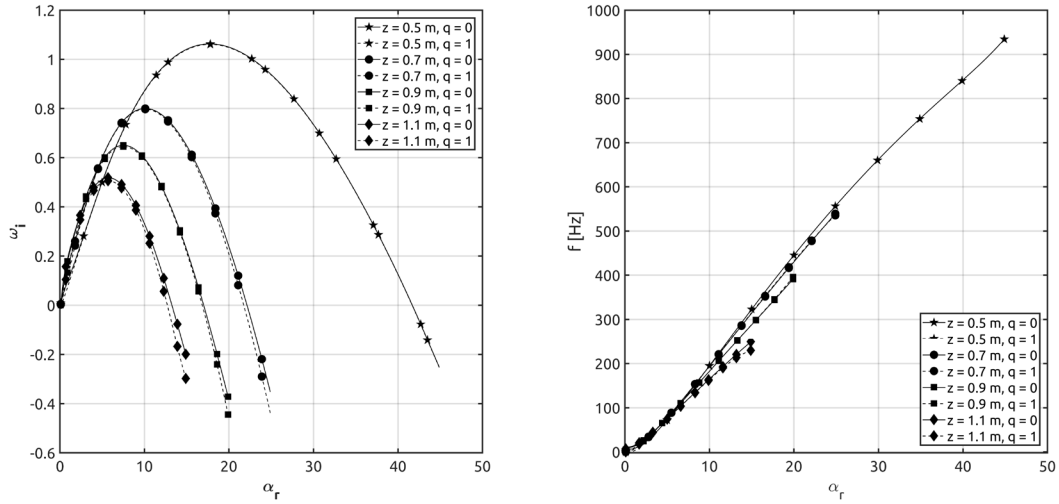 1.2
1
0.8
0.6
0.4
0.2
0
-0.2
-0.4
-0.6
0
10
20
30
40
50
ω_i
α_r
z = 0.5 m, q = 0
z = 0.5 m, q = 1
z = 0.7 m, q = 0
z = 0.7 m, q = 1
z = 0.9 m, q = 0
z = 0.9 m, q = 1
z = 1.1 m, q = 0
z = 1.1 m, q = 1
1000
900
800
700
600
500
400
300
200
100
0
0
10
20
30
40
50
f [Hz]
α_r
z = 0.5 m, q = 0
z = 0.5 m, q = 1
z = 0.7 m, q = 0
z = 0.7 m, q = 1
z = 0.9 m, q = 0
z = 0.9 m, q = 1
z = 1.1 m, q = 0
z = 1.1 m, q = 1